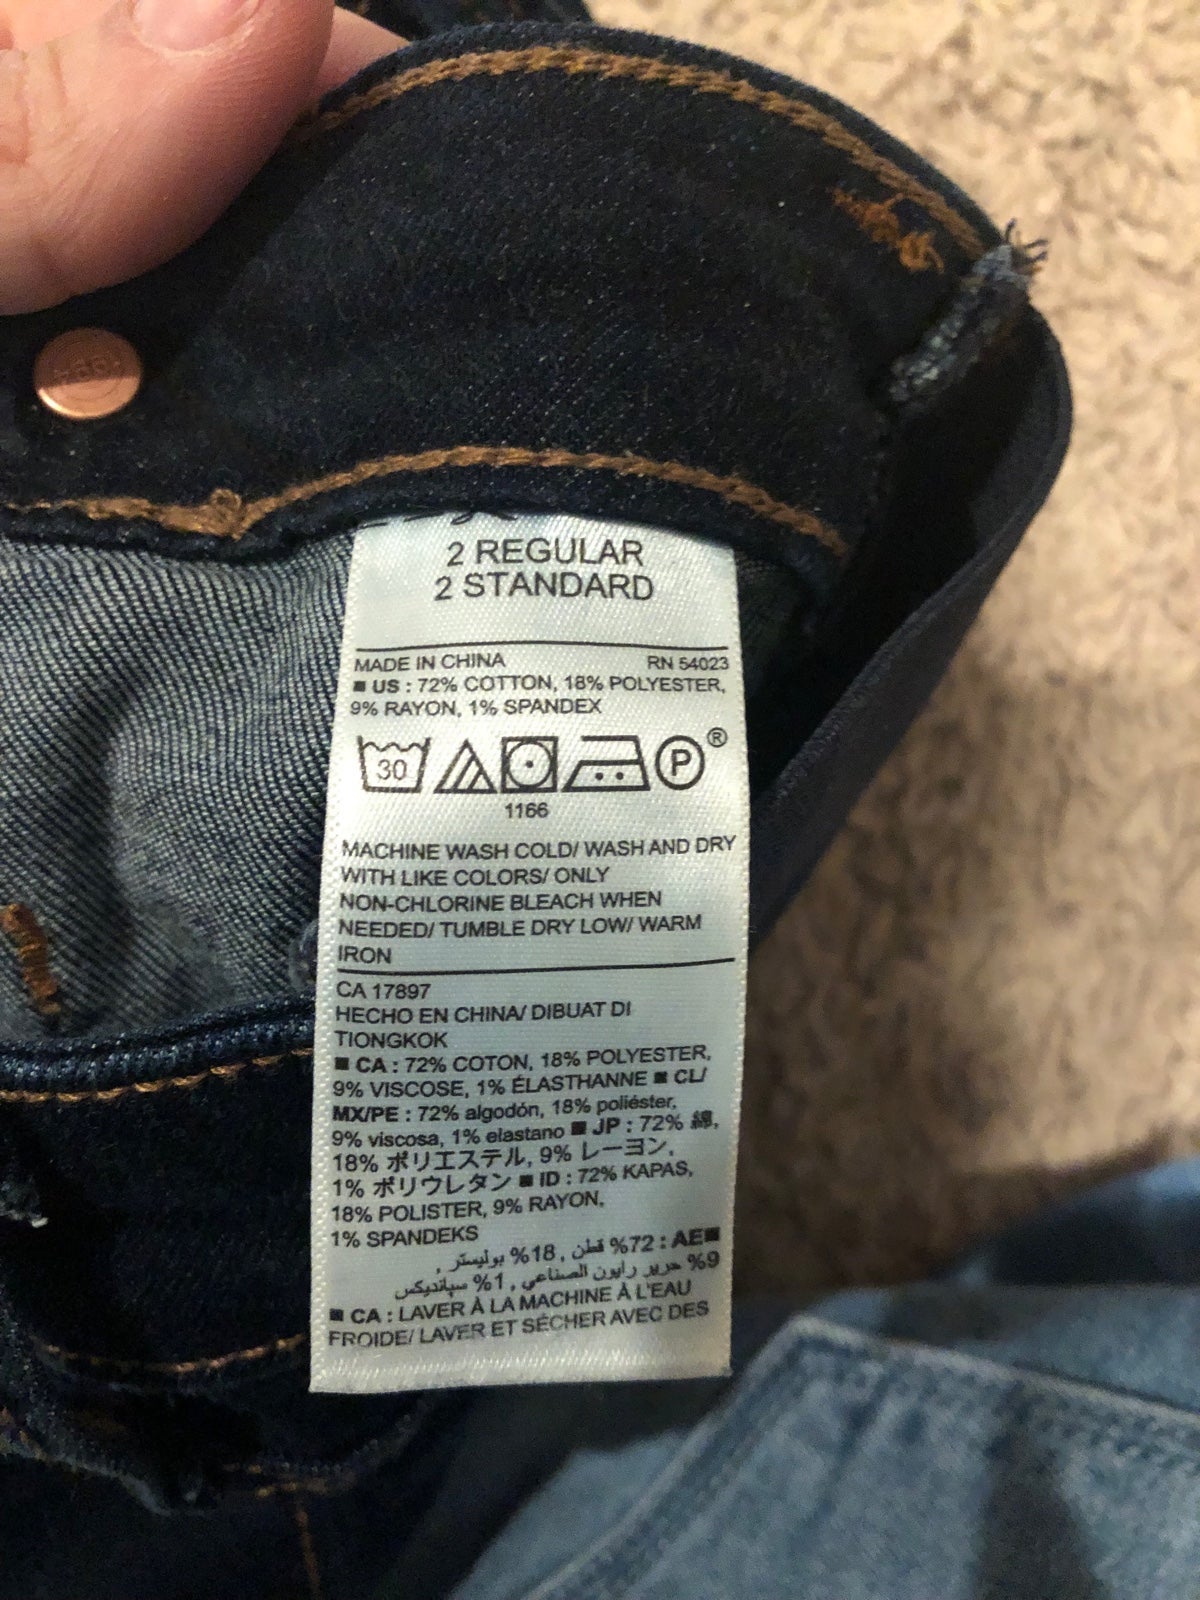 2 REGULAR
2 STANDARD
MADE IN CHINA RN 54023
■ US : 72% COTTON, 18% POLYESTER,
9% RAYON, 1% SPANDEX
30 P ®
1166
MACHINE WASH COLD/ WASH AND DRY
WITH LIKE COLORS/ ONLY
NON-CHLORINE BLEACH WHEN
NEEDED/ TUMBLE DRY LOW/ WARM
IRON
CA 17897
HECHO EN CHINA/ DIBUAT DI
TIONGKOK
■ CA : 72% COTON, 18% POLYESTER,
9% VISCOSE, 1% ÉLASTHANNE ■ CL/
MX/PE : 72% algodón, 18% poliéster,
9% viscosa, 1% elastano ■ JP : 72% 綿,
18% ポリエステル, 9% レーヨン,
1% ポリウレタン ■ ID : 72% KAPAS,
18% POLISTER, 9% RAYON,
1% SPANDEKS
■AE : 72% قطن , 18% بوليستر ,
9% حرير رايون الصناعي , 1% سپانديكس
■ CA : LAVER À LA MACHINE À L'EAU
FROIDE/ LAVER ET SÉCHER AVEC DES